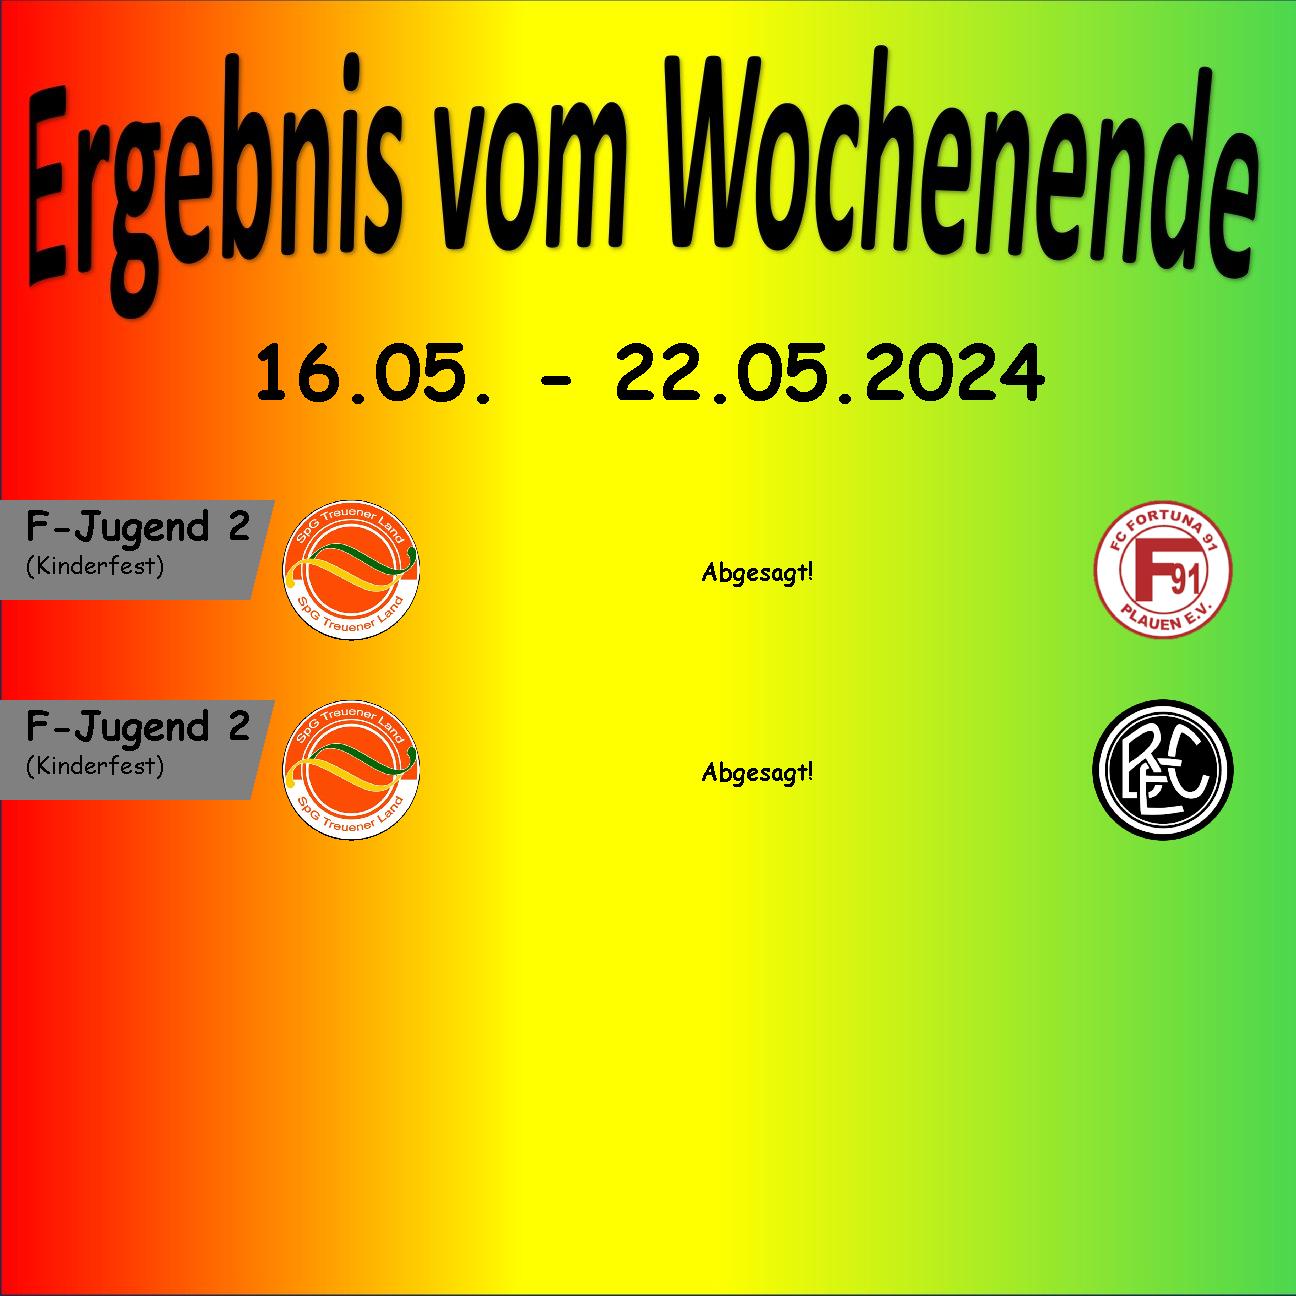 Ergebnis vom Wochenende
16.05. - 22.05.2024
F-Jugend 2
(Kinderfest)
SpG Treuener Land
SpG Treuener Land
Abgesagt!
FC FORTUNA 91
F91
PLAUEN E.V.
F-Jugend 2
(Kinderfest)
SpG Treuener Land
SpG Treuener Land
Abgesagt!